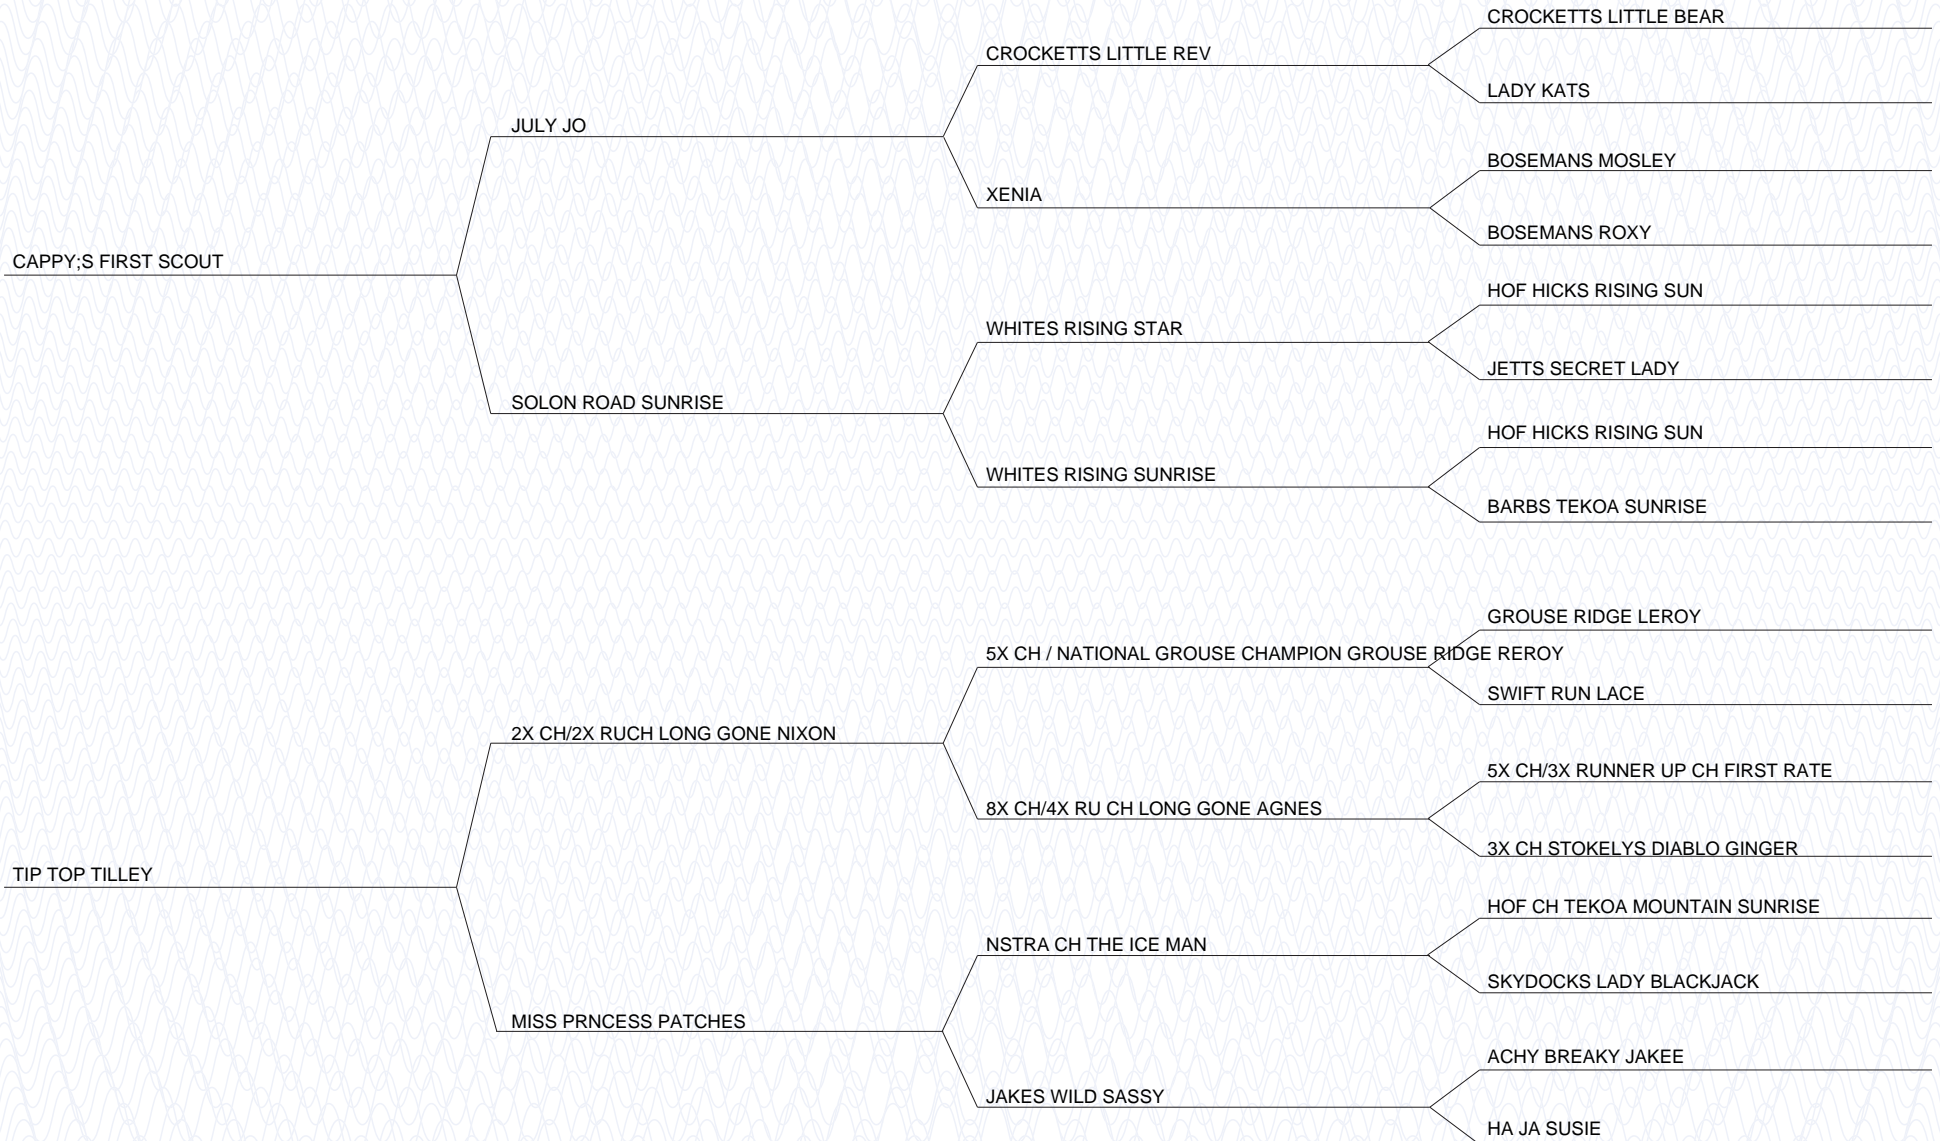 CROCKETTS LITTLE BEAR
CROCKETTS LITTLE REV
LADY KATS
JULY JO
BOSEMANS MOSLEY
XENIA
BOSEMANS ROXY
CAPPY;S FIRST SCOUT
HOF HICKS RISING SUN
WHITES RISING STAR
JETTS SECRET LADY
SOLON ROAD SUNRISE
HOF HICKS RISING SUN
WHITES RISING SUNRISE
BARBS TEKOA SUNRISE
GROUSE RIDGE LEROY
5X CH / NATIONAL GROUSE CHAMPION GROUSE RIDGE REROY
SWIFT RUN LACE
2X CH/2X RUCH LONG GONE NIXON
5X CH/3X RUNNER UP CH FIRST RATE
8X CH/4X RU CH LONG GONE AGNES
3X CH STOKELYS DIABLO GINGER
TIP TOP TILLEY
HOF CH TEKOA MOUNTAIN SUNRISE
NSTRA CH THE ICE MAN
SKYDOCKS LADY BLACKJACK
MISS PRNCESS PATCHES
ACHY BREAKY JAKEE
JAKES WILD SASSY
HA JA SUSIE